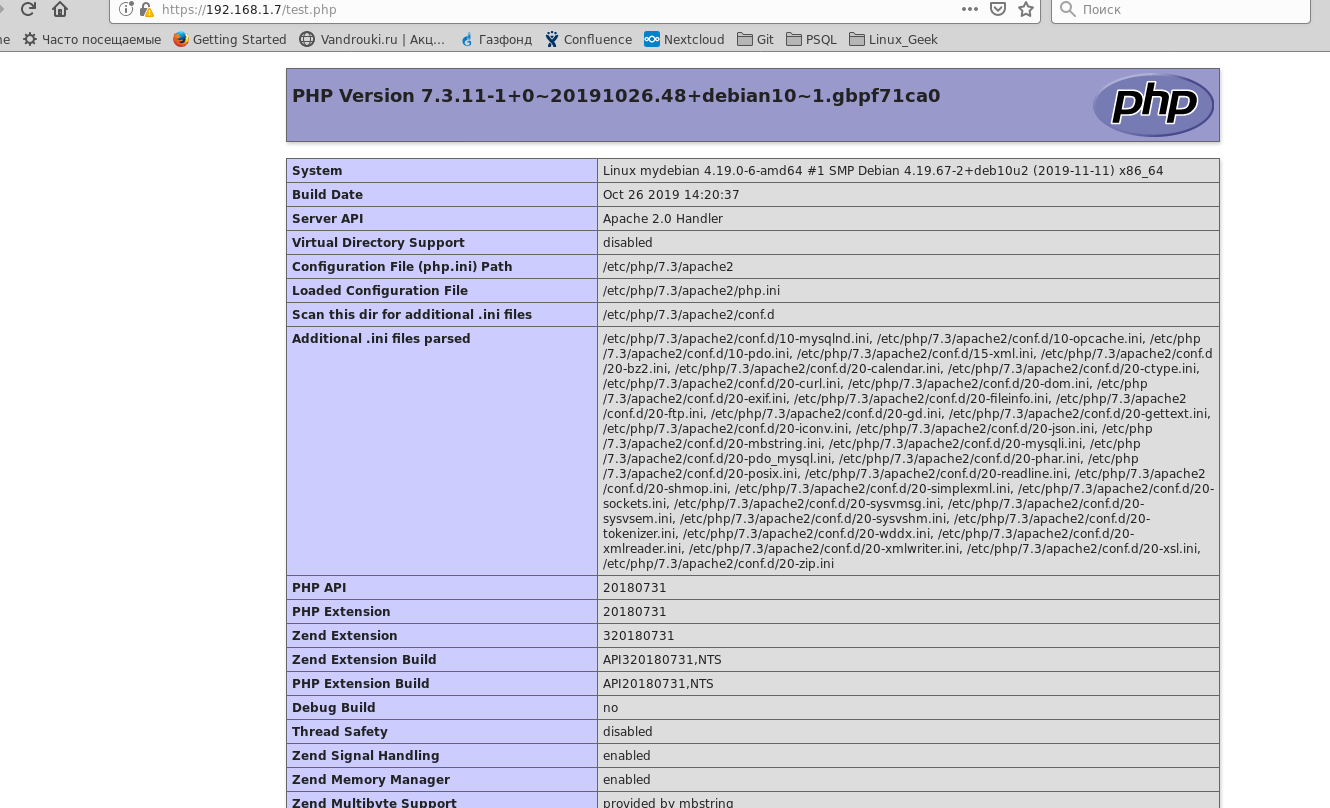 https://192.168.1.7/test.php
Поиск
Часто посещаемые
Getting Started
Vandrouki.ru | Акц...
Газфонд
Confluence
Nextcloud
Git
PSQL
Linux_Geek
PHP Version 7.3.11-1+0~20191026.48+debian10~1.gbpf71ca0
php
System Linux mydebian 4.19.0-6-amd64 #1 SMP Debian 4.19.67-2+deb10u2 (2019-11-11) x86_64
Build Date Oct 26 2019 14:20:37
Server API Apache 2.0 Handler
Virtual Directory Support disabled
Configuration File (php.ini) Path /etc/php/7.3/apache2
Loaded Configuration File /etc/php/7.3/apache2/php.ini
Scan this dir for additional .ini files /etc/php/7.3/apache2/conf.d
Additional .ini files parsed /etc/php/7.3/apache2/conf.d/10-mysqlnd.ini, /etc/php/7.3/apache2/conf.d/10-opcache.ini, /etc/php
/7.3/apache2/conf.d/10-pdo.ini, /etc/php/7.3/apache2/conf.d/15-xml.ini, /etc/php/7.3/apache2/conf.d
/20-bz2.ini, /etc/php/7.3/apache2/conf.d/20-calendar.ini, /etc/php/7.3/apache2/conf.d/20-ctype.ini,
/etc/php/7.3/apache2/conf.d/20-curl.ini, /etc/php/7.3/apache2/conf.d/20-dom.ini, /etc/php
/7.3/apache2/conf.d/20-exif.ini, /etc/php/7.3/apache2/conf.d/20-fileinfo.ini, /etc/php/7.3/apache2
/conf.d/20-ftp.ini, /etc/php/7.3/apache2/conf.d/20-gd.ini, /etc/php/7.3/apache2/conf.d/20-gettext.ini,
/etc/php/7.3/apache2/conf.d/20-iconv.ini, /etc/php/7.3/apache2/conf.d/20-json.ini, /etc/php
/7.3/apache2/conf.d/20-mbstring.ini, /etc/php/7.3/apache2/conf.d/20-mysqli.ini, /etc/php
/7.3/apache2/conf.d/20-pdo_mysql.ini, /etc/php/7.3/apache2/conf.d/20-phar.ini, /etc/php
/7.3/apache2/conf.d/20-posix.ini, /etc/php/7.3/apache2/conf.d/20-readline.ini, /etc/php/7.3/apache2
/conf.d/20-shmop.ini, /etc/php/7.3/apache2/conf.d/20-simplexml.ini, /etc/php/7.3/apache2/conf.d/20-
sockets.ini, /etc/php/7.3/apache2/conf.d/20-sysvmsg.ini, /etc/php/7.3/apache2/conf.d/20-
sysvsem.ini, /etc/php/7.3/apache2/conf.d/20-sysvshm.ini, /etc/php/7.3/apache2/conf.d/20-
tokenizer.ini, /etc/php/7.3/apache2/conf.d/20-wddx.ini, /etc/php/7.3/apache2/conf.d/20-
xmlreader.ini, /etc/php/7.3/apache2/conf.d/20-xmlwriter.ini, /etc/php/7.3/apache2/conf.d/20-xsl.ini,
/etc/php/7.3/apache2/conf.d/20-zip.ini
PHP API 20180731
PHP Extension 20180731
Zend Extension 320180731
Zend Extension Build API320180731,NTS
PHP Extension Build API20180731,NTS
Debug Build no
Thread Safety disabled
Zend Signal Handling enabled
Zend Memory Manager enabled
Zend Multibyte Support provided by mbstring